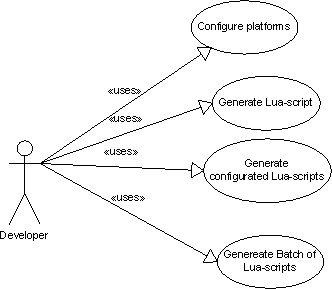 Configure platforms
«uses»
Generate Lua-script
«uses»
«uses»
Generate
configurated Lua-scripts
«uses»
Developer
Genereate Batch of
Lua-scripts